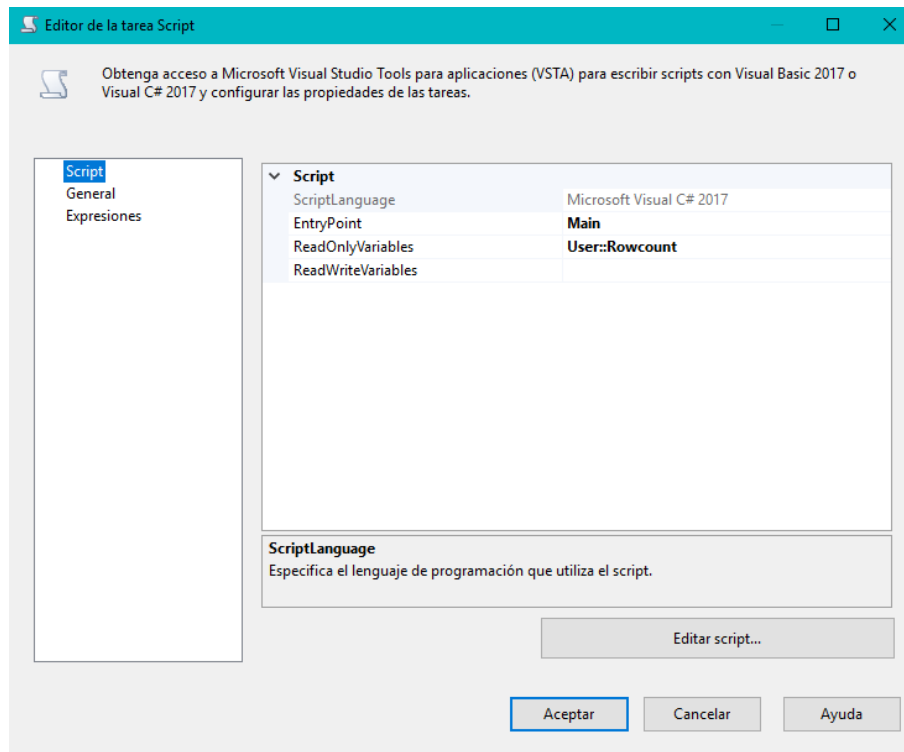 Editor de la tarea Script
Obtenga acceso a Microsoft Visual Studio Tools para aplicaciones (VSTA) para escribir scripts con Visual Basic 2017 o
Visual C# 2017 y configurar las propiedades de las tareas.
Script
General
Expresiones
Script
ScriptLanguage Microsoft Visual C# 2017
EntryPoint Main
ReadOnlyVariables User::Rowcount
ReadWriteVariables
ScriptLanguage
Especifica el lenguaje de programación que utiliza el script.
Editar script...
Aceptar Cancelar Ayuda